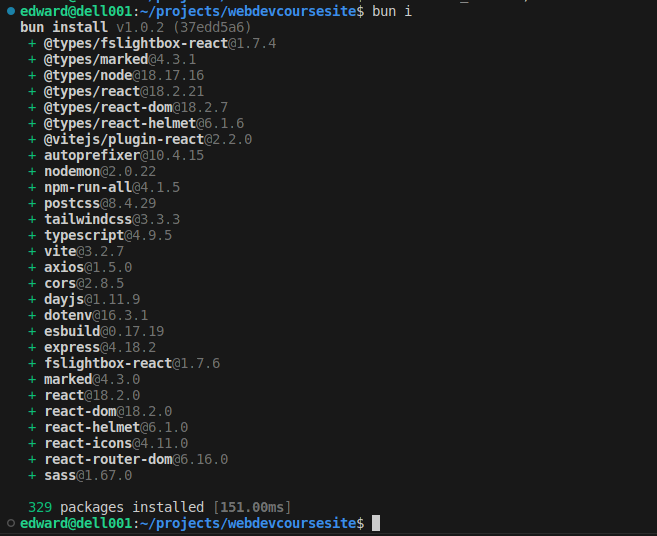 edward@dell001:~/projects/webdevcoursesite$ bun i
bun install v1.0.2 (37edd5a6)
+ @types/fslightbox-react@1.7.4
+ @types/marked@4.3.1
+ @types/node@18.17.16
+ @types/react@18.2.21
+ @types/react-dom@18.2.7
+ @types/react-helmet@6.1.6
+ @vitejs/plugin-react@2.2.0
+ autoprefixer@10.4.15
+ nodemon@2.0.22
+ npm-run-all@4.1.5
+ postcss@8.4.29
+ tailwindcss@3.3.3
+ typescript@4.9.5
+ vite@3.2.7
+ axios@1.5.0
+ cors@2.8.5
+ dayjs@1.11.9
+ dotenv@16.3.1
+ esbuild@0.17.19
+ express@4.18.2
+ fslightbox-react@1.7.6
+ marked@4.3.0
+ react@18.2.0
+ react-dom@18.2.0
+ react-helmet@6.1.0
+ react-icons@4.11.0
+ react-router-dom@6.16.0
+ sass@1.67.0
329 packages installed [151.00ms]
edward@dell001:~/projects/webdevcoursesite$